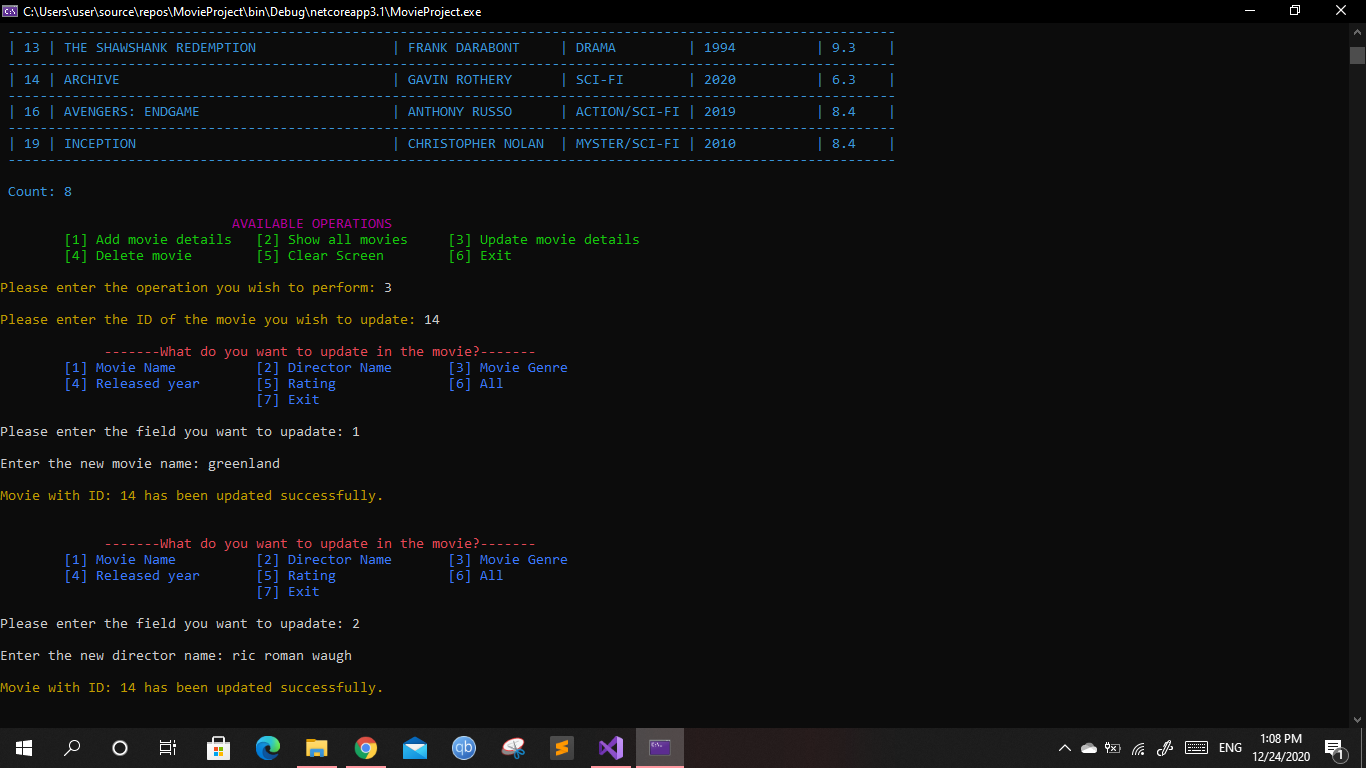 C:\Users\user\source\repos\MovieProject\bin\Debug\netcoreapp3.1\MovieProject.exe
| 13 | THE SHAWSHANK REDEMPTION | FRANK DARABONT | DRAMA | 1994 | 9.3 |
| 14 | ARCHIVE | GAVIN ROTHERY | SCI-FI | 2020 | 6.3 |
| 16 | AVENGERS: ENDGAME | ANTHONY RUSSO | ACTION/SCI-FI | 2019 | 8.4 |
| 19 | INCEPTION | CHRISTOPHER NOLAN | MYSTER/SCI-FI | 2010 | 8.4 |
Count: 8
AVAILABLE OPERATIONS
[1] Add movie details [2] Show all movies [3] Update movie details
[4] Delete movie [5] Clear Screen [6] Exit
Please enter the operation you wish to perform: 3
Please enter the ID of the movie you wish to update: 14
-------What do you want to update in the movie?-------
[1] Movie Name [2] Director Name [3] Movie Genre
[4] Released year [5] Rating [6] All
[7] Exit
Please enter the field you want to upadate: 1
Enter the new movie name: greenland
Movie with ID: 14 has been updated successfully.
-------What do you want to update in the movie?-------
[1] Movie Name [2] Director Name [3] Movie Genre
[4] Released year [5] Rating [6] All
[7] Exit
Please enter the field you want to upadate: 2
Enter the new director name: ric roman waugh
Movie with ID: 14 has been updated successfully.
qb
ENG
1:08 PM
12/24/2020
1